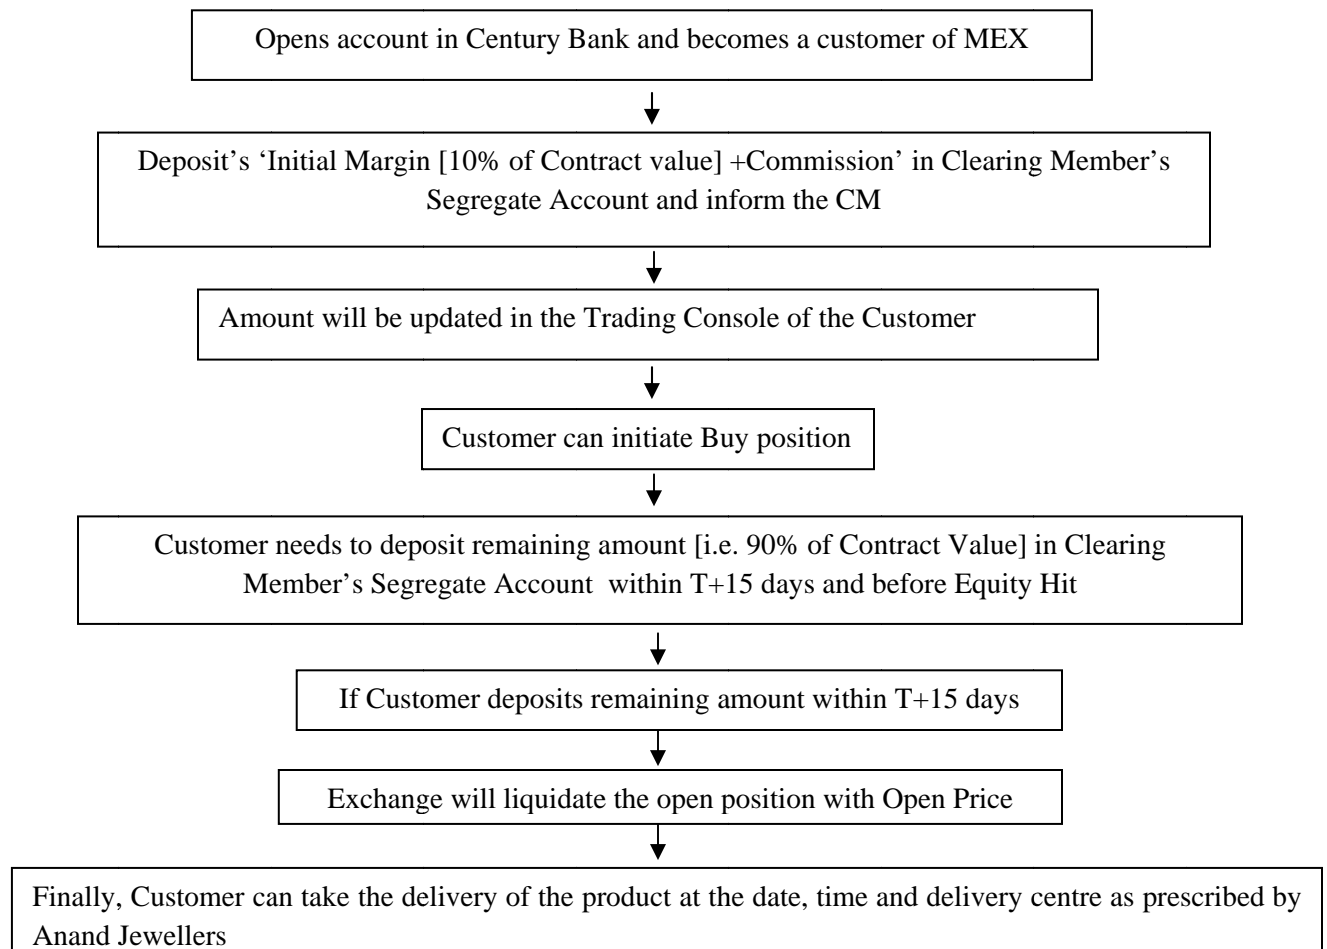 Opens account in Century Bank and becomes a customer of MEX
Deposit's ‘Initial Margin [10% of Contract value] +Commission’ in Clearing Member’s
Segregate Account and inform the CM
Amount will be updated in the Trading Console of the Customer
Customer can initiate Buy position
Customer needs to deposit remaining amount [i.e. 90% of Contract Value] in Clearing
Member’s Segregate Account within T+15 days and before Equity Hit
If Customer deposits remaining amount within T+15 days
Exchange will liquidate the open position with Open Price
Finally, Customer can take the delivery of the product at the date, time and delivery centre as prescribed by
Anand Jewellers